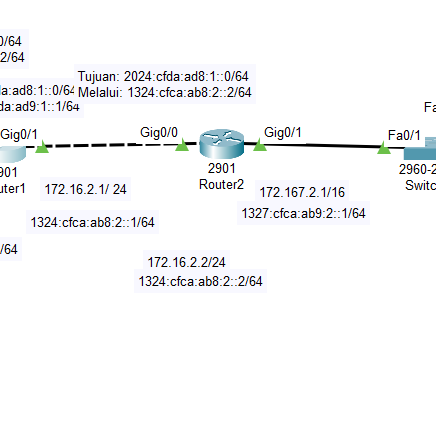 0/64
2/64
da:ad8:1::0/64
da:ad9:1::1/64
Tujuan: 2024:cfda:ad8:1::0/64
Melalui: 1324:cfca:ab8:2::2/64
Fa
Gig0/1
Gig0/0
Gig0/1
Fa0/1
901
uter1
2901
Router2
2960-2
Switc
172.16.2.1/ 24
172.167.2.1/16
1327:cfca:ab9:2::1/64
1324:cfca:ab8:2::1/64
/64
172.16.2.2/24
1324:cfca:ab8:2::2/64